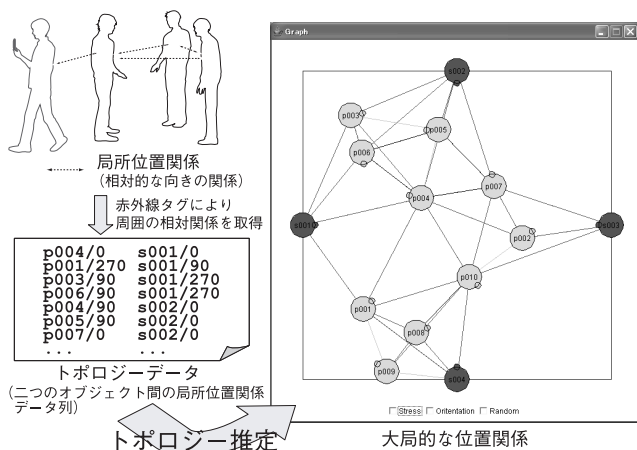 局所位置関係
(相対的な向きの関係)
赤外線タグにより
周囲の相対関係を取得
p004/0 s001/0
p001/270 s001/90
p003/90 s001/270
p006/90 s001/270
p004/90 s002/0
p005/90 s002/0
p007/0 s002/0
... ...
トポロジーデータ
(二つのオブジェクト間の局所位置関係
データ列)
トポロジー推定
Graph
s002
p003
p005
p006
p007
p004
s001
s003
p002
p010
p001
p008
p009
s004
Stress Oritentation Random
大局的な位置関係